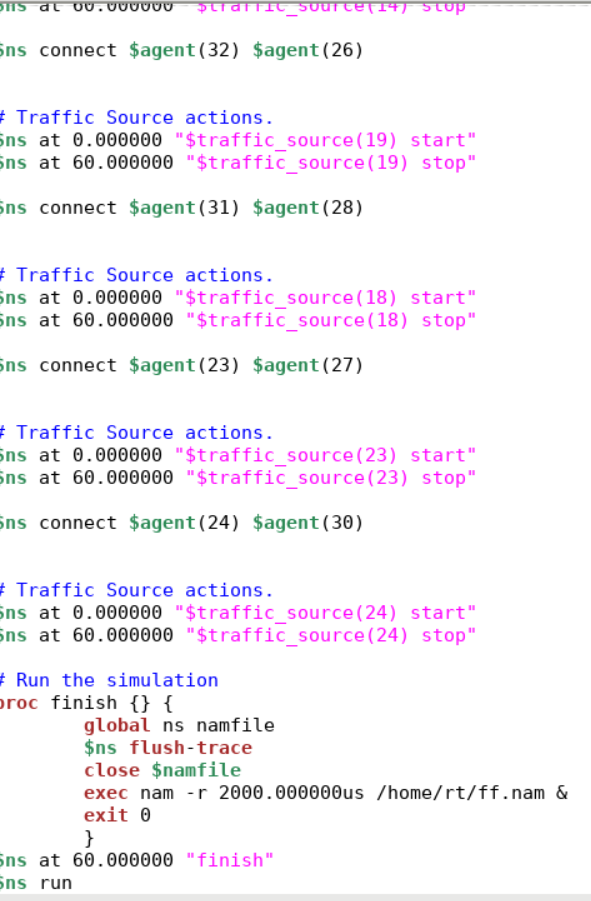 $ns at 60.000000 "$traffic_source(14) stop"
$ns connect $agent(32) $agent(26)
# Traffic Source actions.
$ns at 0.000000 "$traffic_source(19) start"
$ns at 60.000000 "$traffic_source(19) stop"
$ns connect $agent(31) $agent(28)
# Traffic Source actions.
$ns at 0.000000 "$traffic_source(18) start"
$ns at 60.000000 "$traffic_source(18) stop"
$ns connect $agent(23) $agent(27)
# Traffic Source actions.
$ns at 0.000000 "$traffic_source(23) start"
$ns at 60.000000 "$traffic_source(23) stop"
$ns connect $agent(24) $agent(30)
# Traffic Source actions.
$ns at 0.000000 "$traffic_source(24) start"
$ns at 60.000000 "$traffic_source(24) stop"
# Run the simulation
proc finish {} {
global ns namfile
$ns flush-trace
close $namfile
exec nam -r 2000.000000us /home/rt/ff.nam &
exit 0
}
$ns at 60.000000 "finish"
$ns run